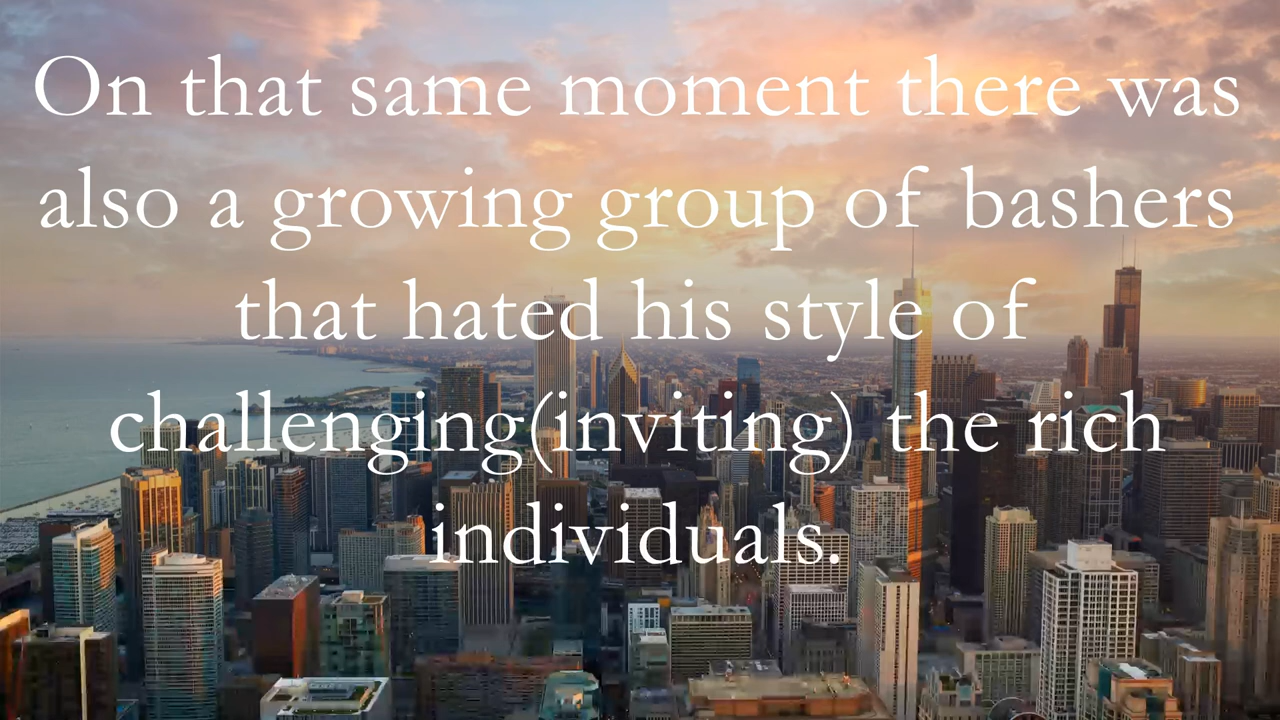 On that same moment there was
also a growing group of bashers
that hated his style of
challenging(inviting) the rich
individuals.